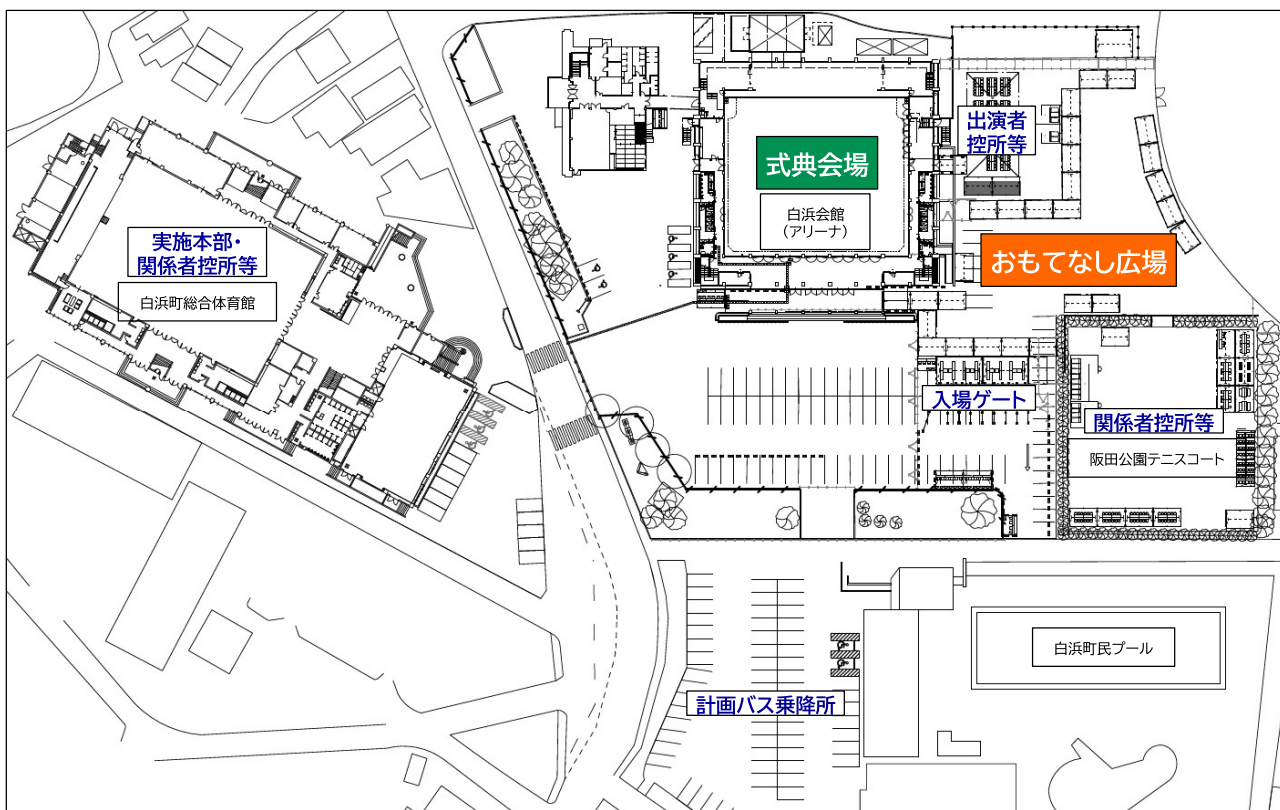 出演者
控所等
式典会場
白浜会館
（アリーナ）
実施本部・
関係者控所等
白浜町総合体育館
おもてなし広場
入場ゲート
関係者控所等
阪田公園テニスコート
白浜町民プール
計画バス乗降所